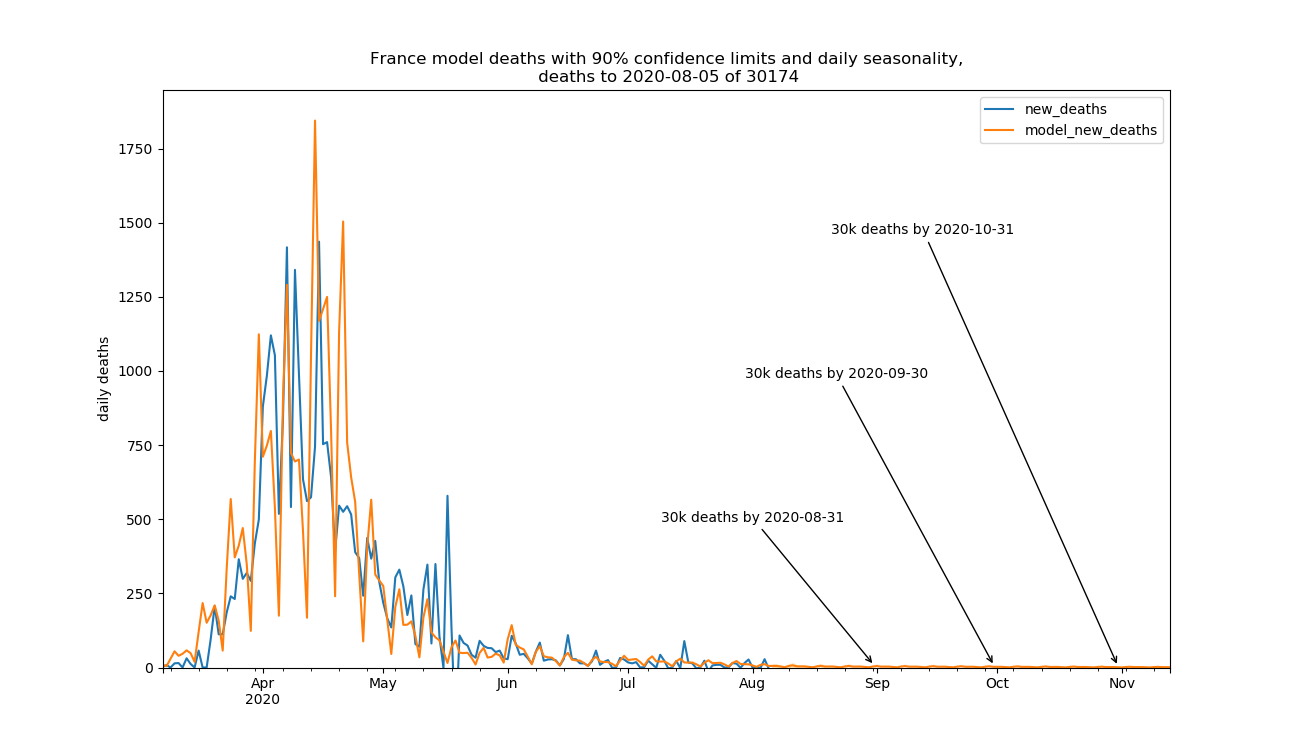 France model deaths with 90% confidence limits and daily seasonality,
deaths to 2020-08-05 of 30174
new_deaths
model_new_deaths
1750
1500
1250
1000
750
500
250
0
daily deaths
30k deaths by 2020-10-31
30k deaths by 2020-09-30
30k deaths by 2020-08-31
Apr May Jun Jul Aug Sep Oct Nov
2020